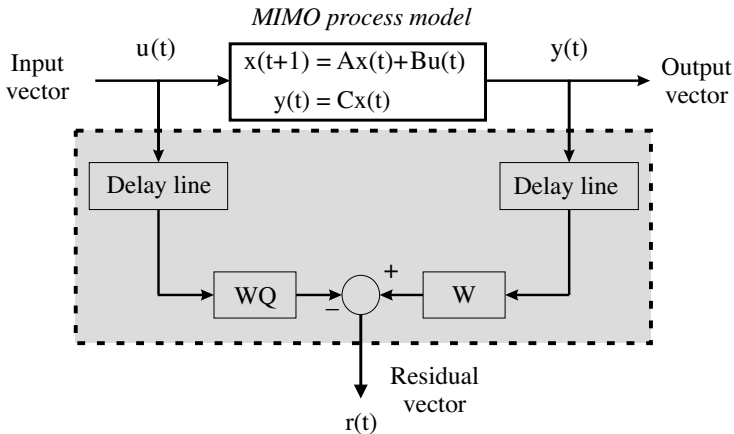 MIMO process model
Input
vector
u(t)
x(t+1) = Ax(t)+Bu(t)
y(t) = Cx(t)
y(t)
Output
vector
Delay line
Delay line
WQ
−
+
W
Residual
vector
r(t)